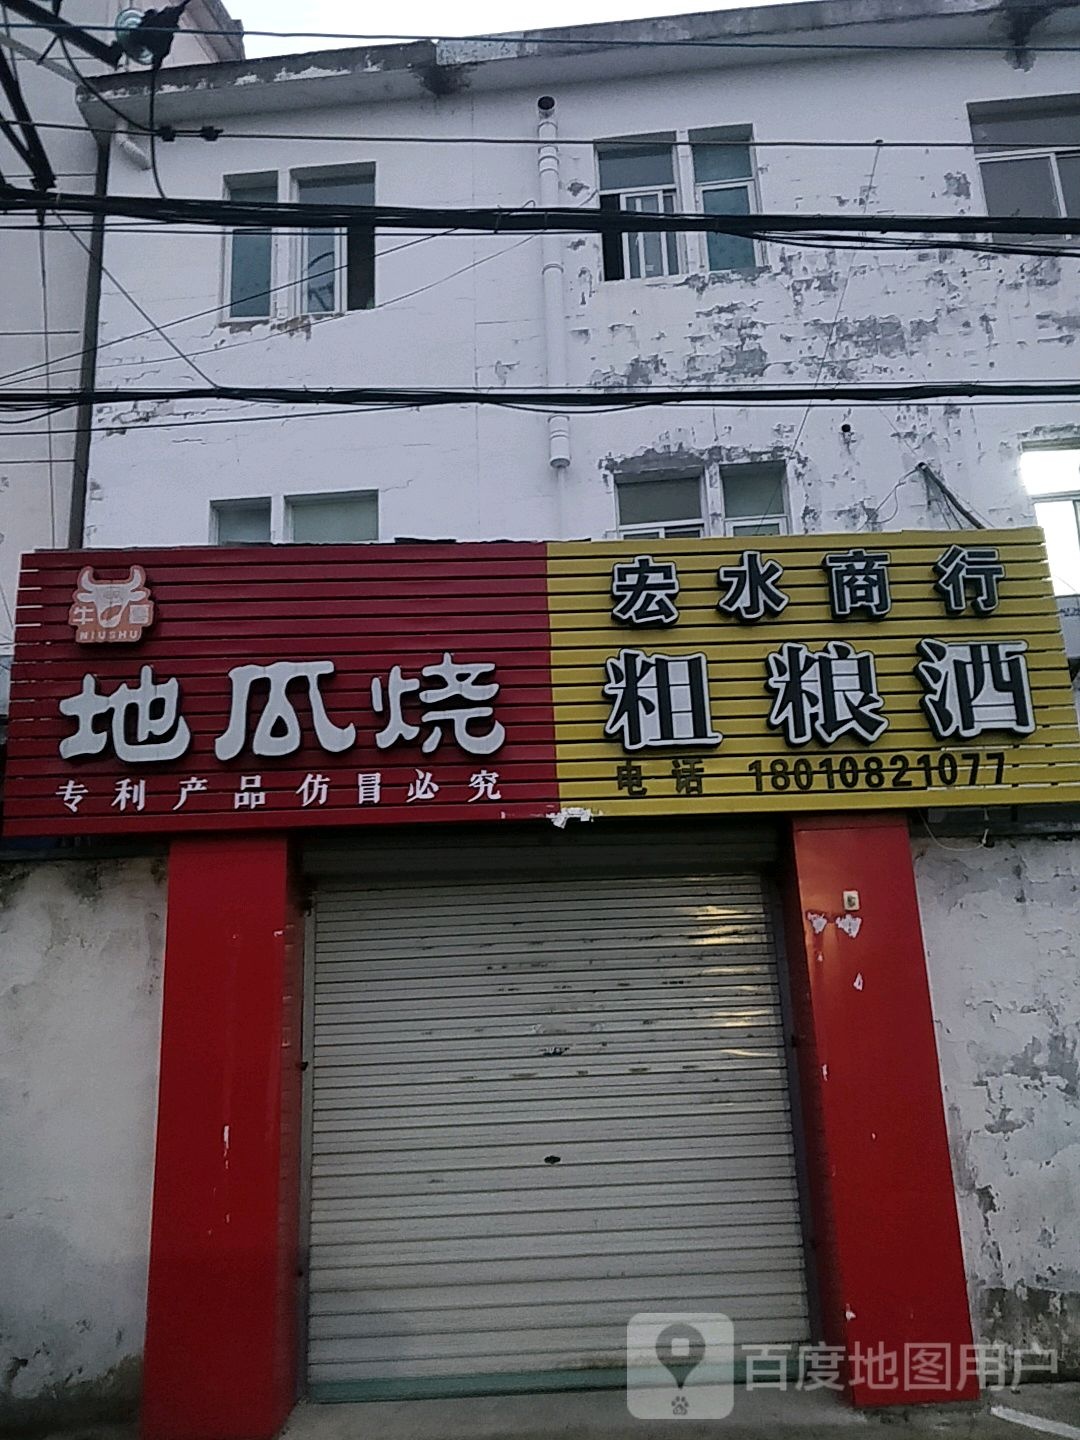 牛薯
NIUSHU
地瓜烧
专利产品仿冒必究
宏水商行
粗粮酒
电话 18010821077
百度地图用户